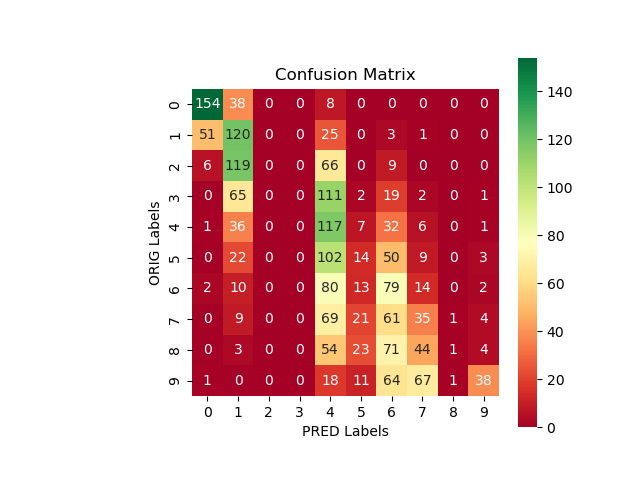 Confusion Matrix
0 154 38 0 0 8 0 0 0 0 0
1 51 120 0 0 25 0 3 1 0 0
2 6 119 0 0 66 0 9 0 0 0
3 0 65 0 0 111 2 19 2 0 1
4 1 36 0 0 117 7 32 6 0 1
5 0 22 0 0 102 14 50 9 0 3
6 2 10 0 0 80 13 79 14 0 2
7 0 9 0 0 69 21 61 35 1 4
8 0 3 0 0 54 23 71 44 1 4
9 1 0 0 0 18 11 64 67 1 38
0 1 2 3 4 5 6 7 8 9
PRED Labels
ORIG Labels
140
120
100
80
60
40
20
0